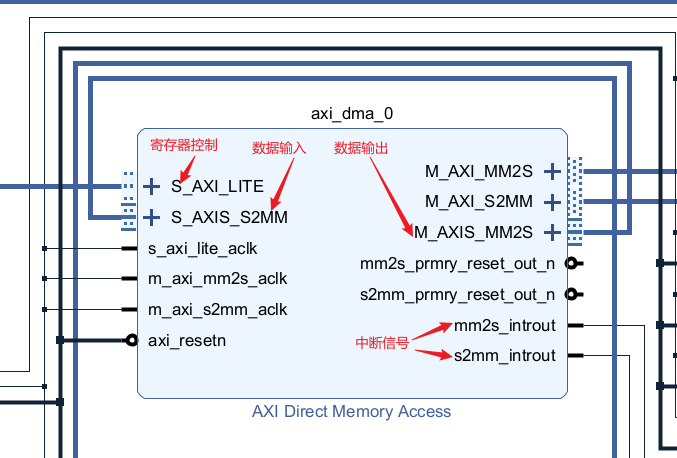 axi_dma_0
寄存器控制
数据输入
数据输出
S_AXI_LITE
S_AXIS_S2MM
s_axi_lite_aclk
m_axi_mm2s_aclk
m_axi_s2mm_aclk
axi_resetn
M_AXI_MM2S
M_AXI_S2MM
M_AXIS_MM2S
mm2s_prmry_reset_out_n
s2mm_prmry_reset_out_n
mm2s_introut
中断信号
s2mm_introut
AXI Direct Memory Access